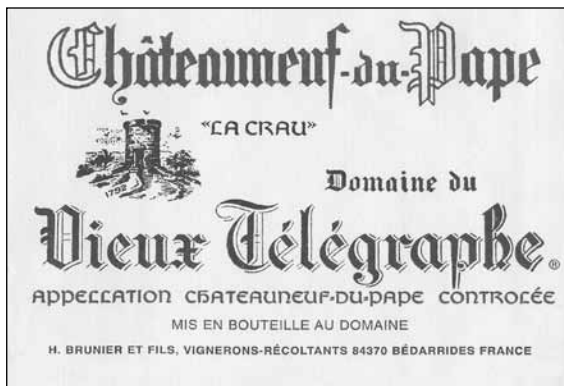 Châteauneuf-du-Pape
"LA CRAU"
1792
Domaine du
Vieux Télégraphe®
APPELLATION CHATEAUNEUF-DU-PAPE CONTROLÉE
MIS EN BOUTEILLE AU DOMAINE
H. BRUNIER ET FILS, VIGNERONS-RÉCOLTANTS 84370 BÉDARRIDES FRANCE